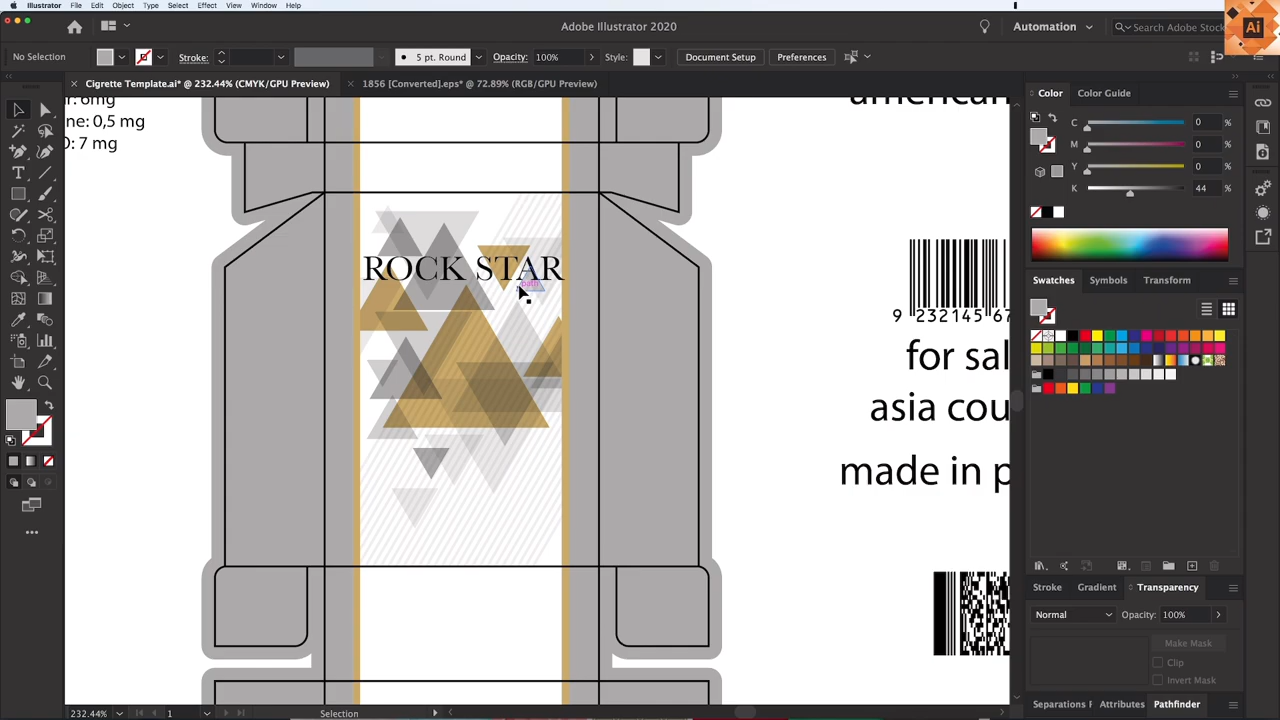 Illustrator File Edit Object Type Select Effect View Window Help
Adobe Illustrator 2020
Automation
Search Adobe Stock
Ai
No Selection
Stroke:
5 pt. Round
Opacity: 100%
Style:
Document Setup
Preferences
Cigrette Template.ai* @ 232.44% (CMYK/GPU Preview)
1856 [Converted].eps* @ 72.89% (RGB/GPU Preview)
Color
Color Guide
C 0 %
M 0 %
Y 0 %
K 44 %
Swatches
Symbols
Transform
Stroke
Gradient
Transparency
Normal
Opacity: 100%
Make Mask
Clip
Invert Mask
Attributes
Pathfinder
6mg
0,5 mg
7 mg
american
ROCK STAR
path
9 232145 67
for sal
asia cou
made in p
232.44%
1
Selection